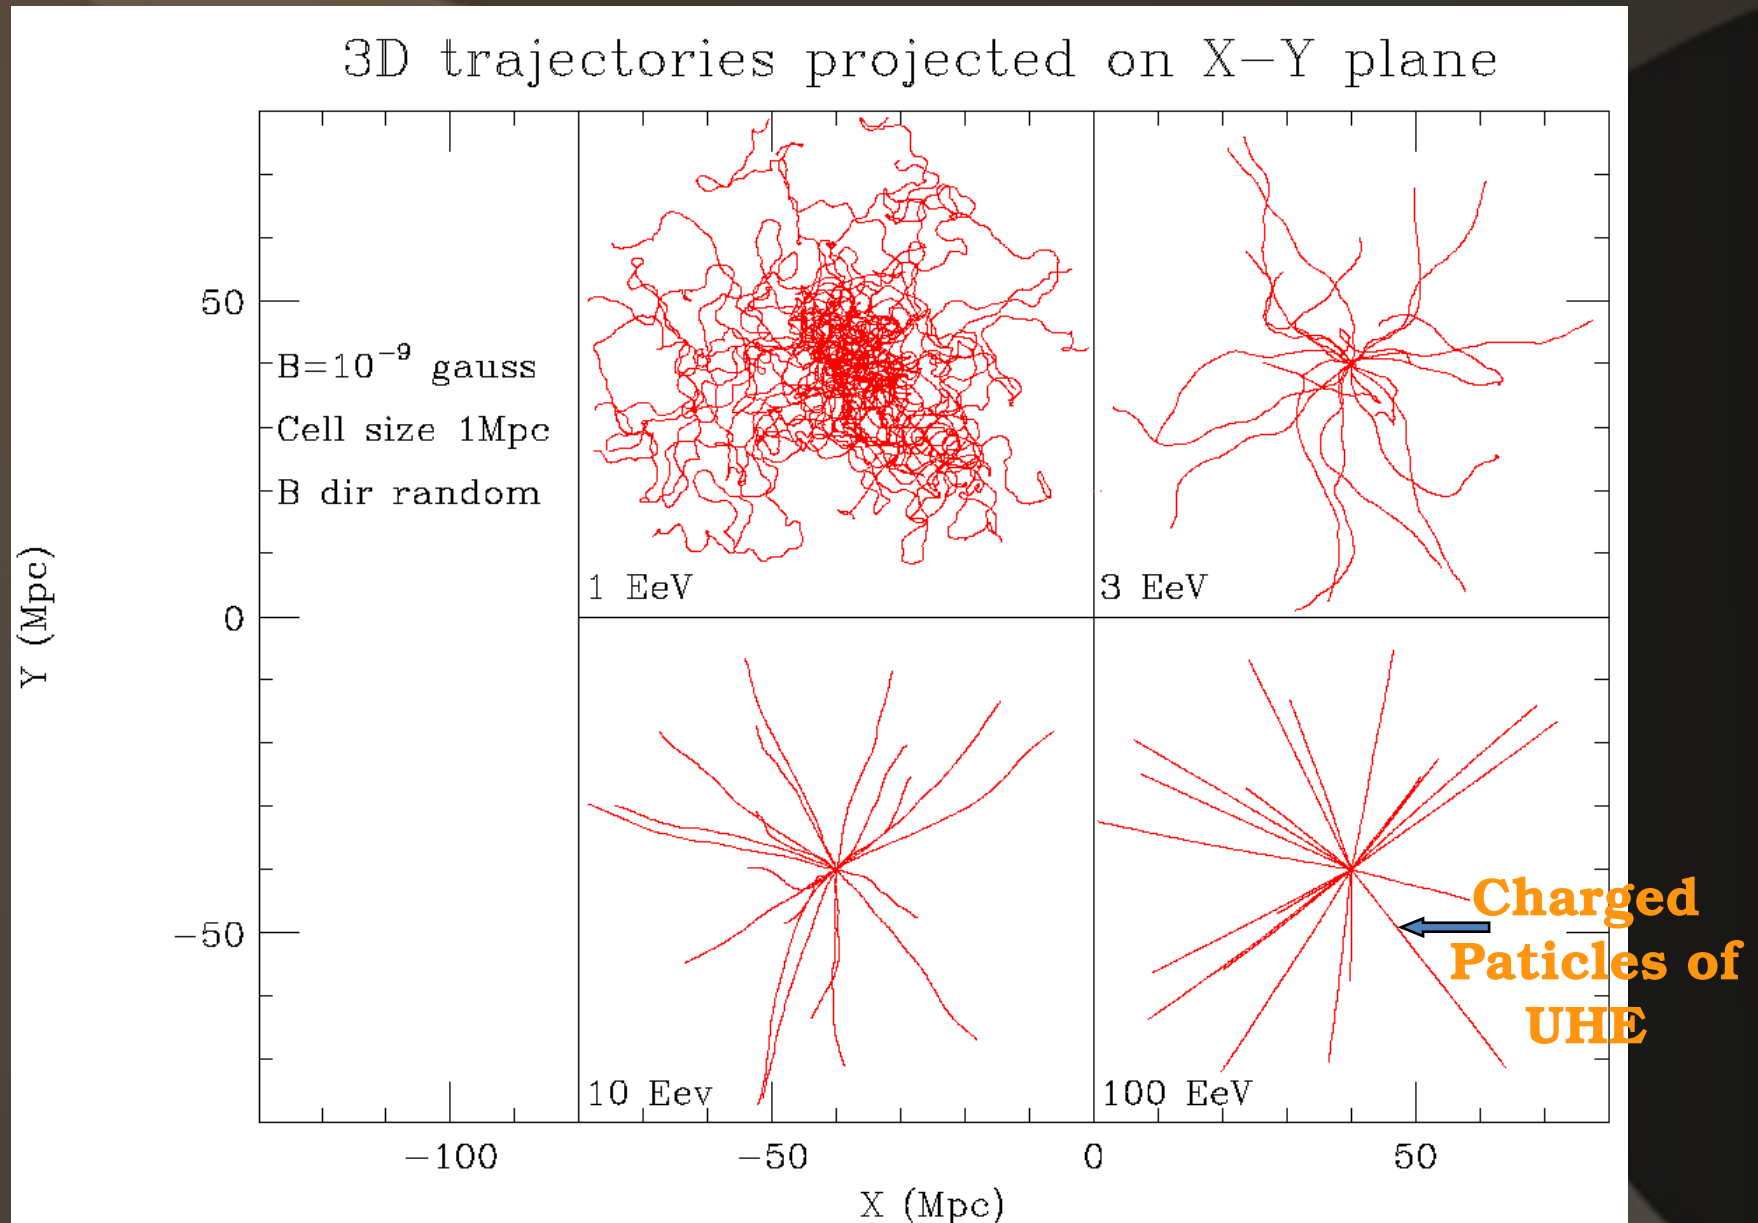 3D trajectories projected on X-Y plane
50
0
-50
Y (Mpc)
B=10⁻⁹ gauss
Cell size 1Mpc
B dir random
1 EeV
3 EeV
10 Eev
100 EeV
Charged
Paticles of
UHE
-100
-50
0
50
X (Mpc)